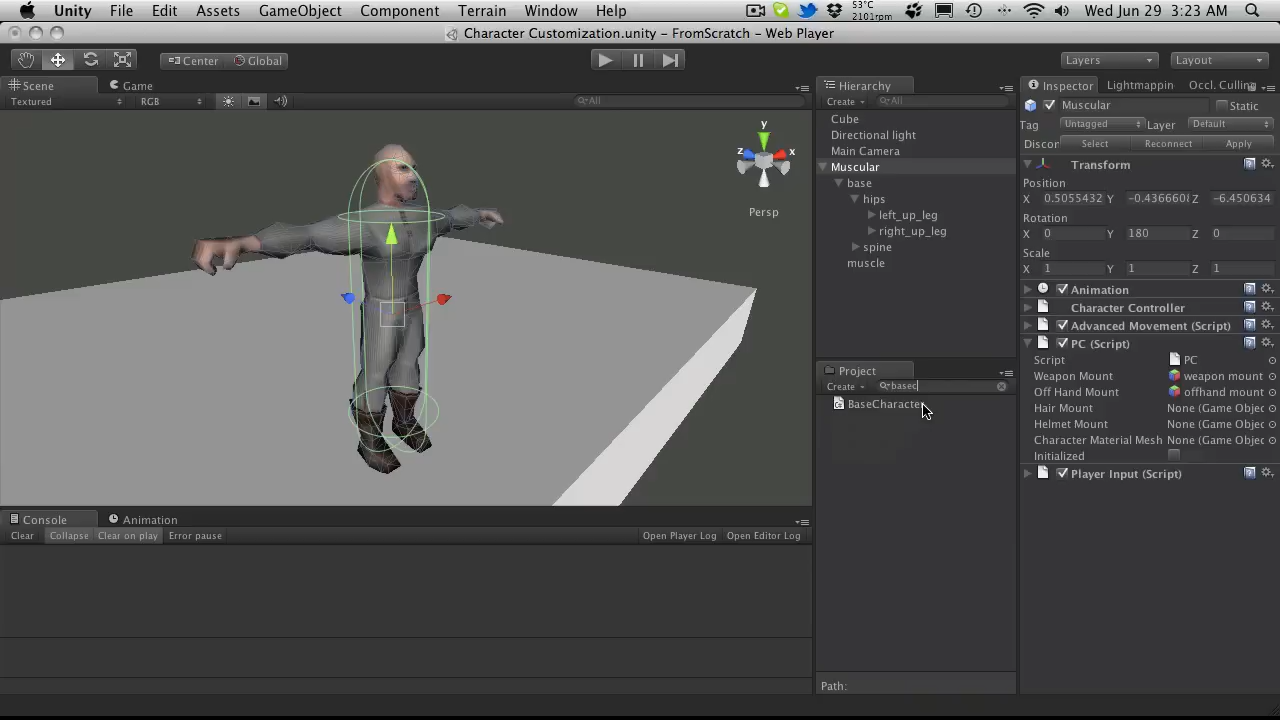 Unity File Edit Assets GameObject Component Terrain Window Help 53°C 2101rpm Wed Jun 29 3:23 AM
Character Customization.unity – FromScratch – Web Player
Center Global Layers Layout
Scene Game
Textured RGB All
y
z x
Persp
Hierarchy
Create All
Cube
Directional light
Main Camera
Muscular
base
hips
left_up_leg
right_up_leg
spine
muscle
Project
Create basec
BaseCharacter
Path:
Inspector Lightmappin Occl. Cullin
Muscular Static
Tag Untagged Layer Default
Discor Select Reconnect Apply
Transform
Position
X 0.5055432 Y -0.4366608 Z -6.450634
Rotation
X 0 Y 180 Z 0
Scale
X 1 Y 1 Z 1
Animation
Character Controller
Advanced Movement (Script)
PC (Script)
Script PC
Weapon Mount weapon mount
Off Hand Mount offhand mount
Hair Mount None (Game Objec
Helmet Mount None (Game Objec
Character Material Mesh None (Game Objec
Initialized
Player Input (Script)
Console Animation
Clear Collapse Clear on play Error pause Open Player Log Open Editor Log